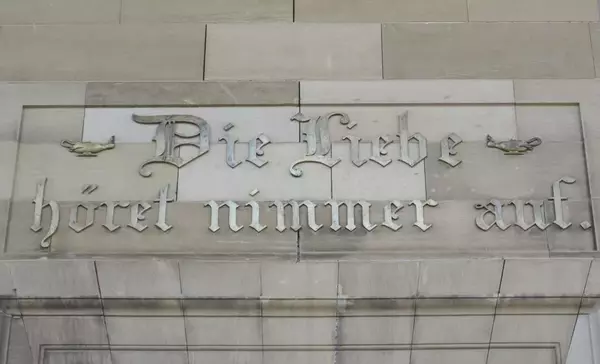 Die Liebe
höret nimmer auf.